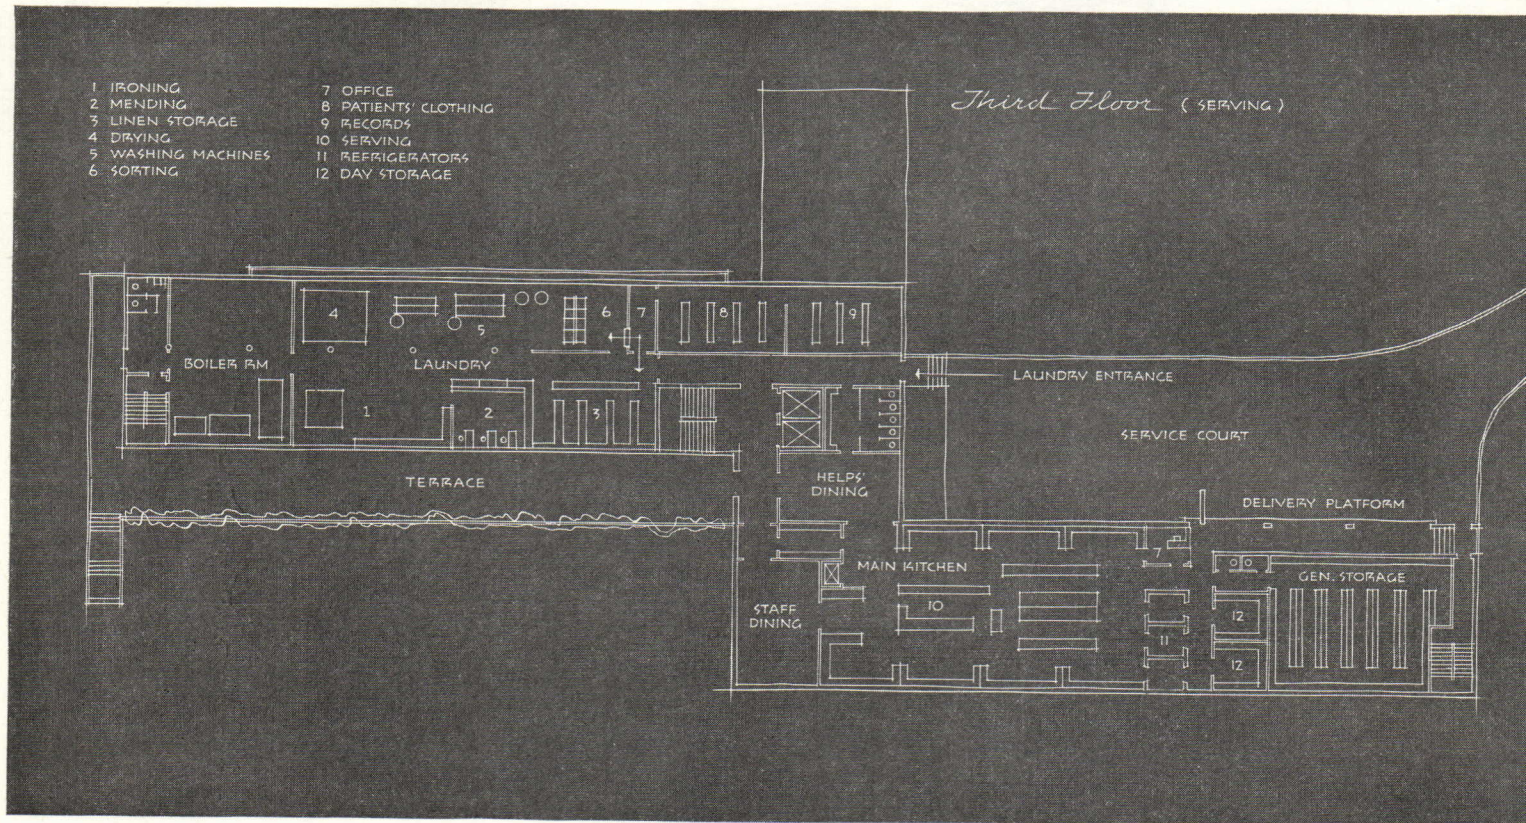 1 IRONING
2 MENDING
3 LINEN STORAGE
4 DRYING
5 WASHING MACHINES
6 SORTING
7 OFFICE
8 PATIENTS' CLOTHING
9 RECORDS
10 SERVING
11 REFRIGERATORS
12 DAY STORAGE
Third Floor (SERVING)
4
5
6
7
8
9
BOILER RM
LAUNDRY
LAUNDRY ENTRANCE
1
2
3
SERVICE COURT
TERRACE
HELPS'
DINING
DELIVERY PLATFORM
7
MAIN KITCHEN
GEN. STORAGE
10
STAFF
DINING
12
11
12